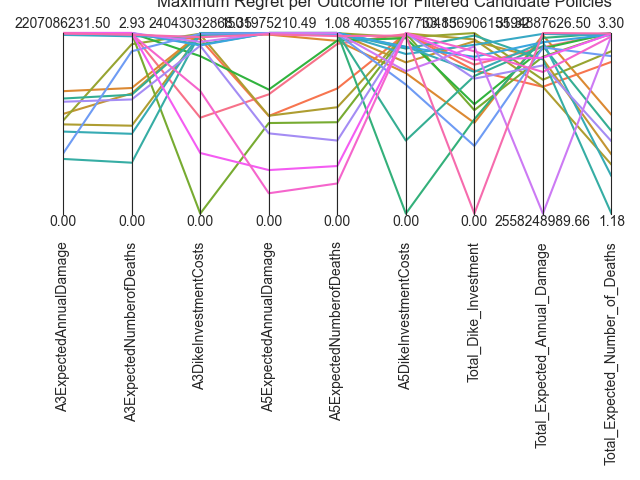 Maximum Regret per Outcome for Filtered Candidate Policies
2207086231.50 2.93 1.08 3.30
0.00 0.00 0.00 0.00 0.00 0.00 0.00 2558248989.66 1.18
A3ExpectedAnnualDamage
A3ExpectedNumberofDeaths
A3DikeInvestmentCosts
A5ExpectedAnnualDamage
A5ExpectedNumberofDeaths
A5DikeInvestmentCosts
Total_Dike_Investment
Total_Expected_Annual_Damage
Total_Expected_Number_of_Deaths